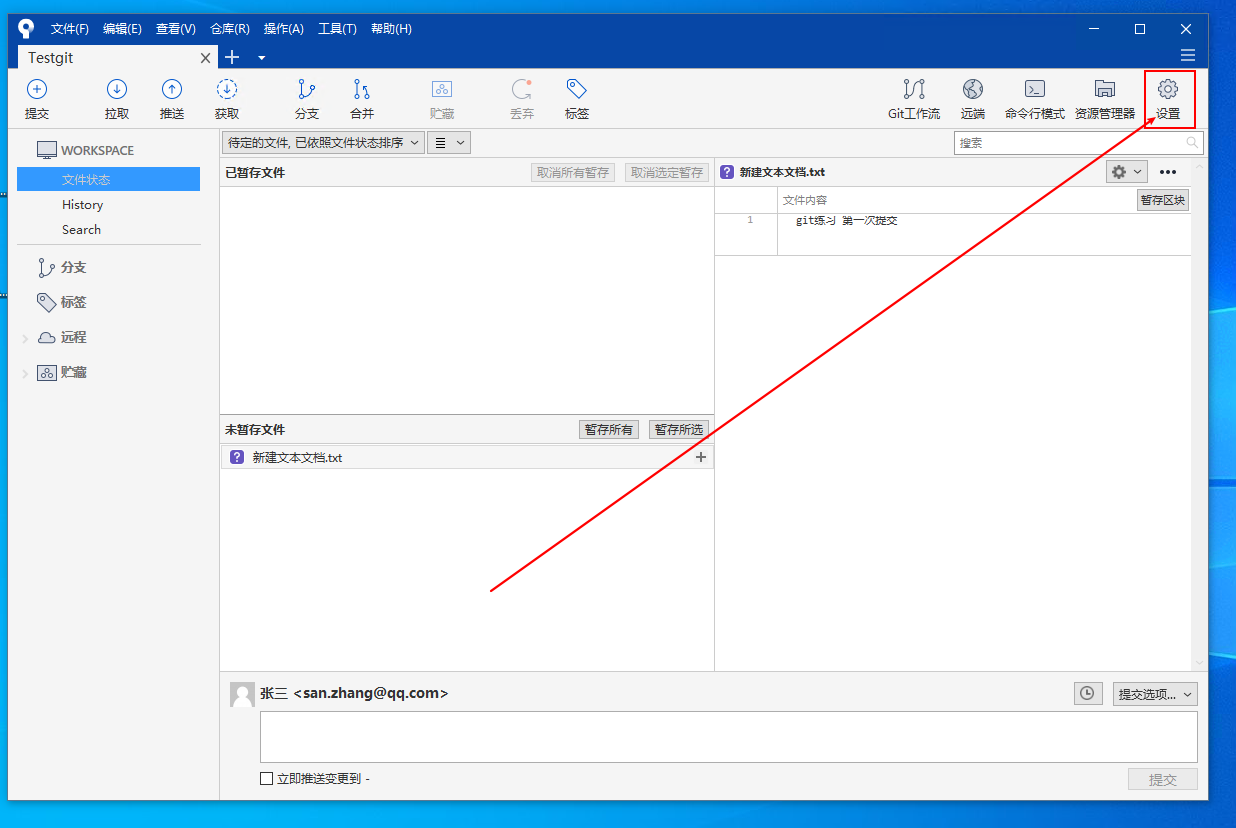 文件(F) 编辑(E) 查看(V) 仓库(R) 操作(A) 工具(T) 帮助(H)
Testgit
提交 拉取 推送 获取 分支 合并 贮藏 丢弃 标签 Git工作流 远端 命令行模式 资源管理器 设置
WORKSPACE
文件状态
History
Search
分支
标签
远程
贮藏
待定的文件, 已依照文件状态排序
搜索
已暂存文件 取消所有暂存 取消选定暂存
未暂存文件 暂存所有 暂存所选
? 新建文本文档.txt
? 新建文本文档.txt
文件内容 暂存区块
1 git练习 第一次提交
张三 <san.zhang@qq.com>
提交选项...
立即推送变更到 -
提交